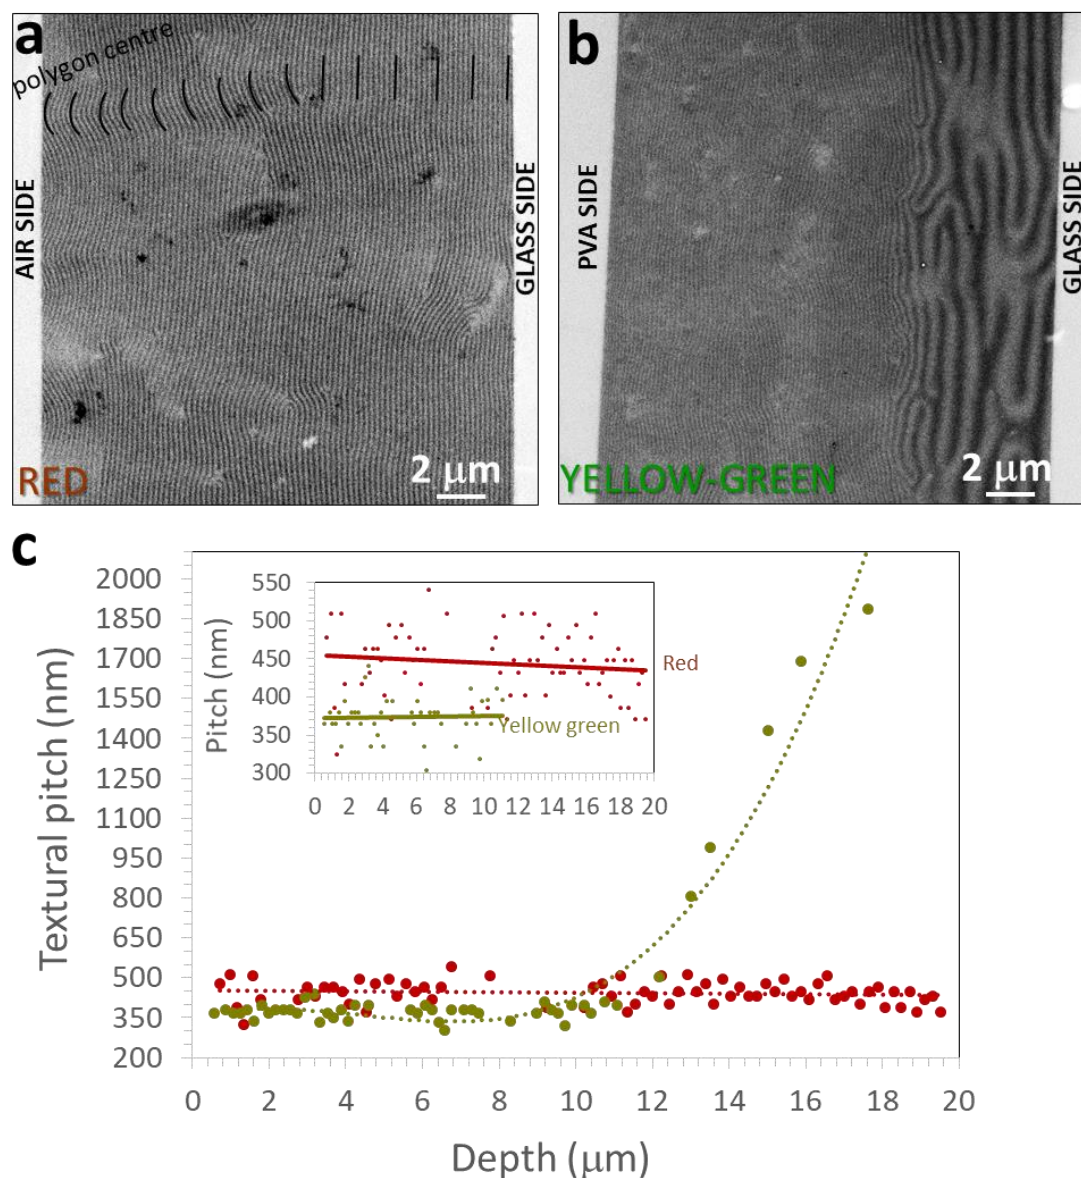 a
polygon centre
AIR SIDE
GLASS SIDE
RED
2 μm
b
PVA SIDE
GLASS SIDE
YELLOW-GREEN
2 μm
c
Textural pitch (nm)
2000
1850
1700
1550
1400
1250
1100
950
800
650
500
350
200
0 2 4 6 8 10 12 14 16 18 20
Depth (μm)
Pitch (nm)
550
500
450
400
350
300
0 2 4 6 8 10 12 14 16 18 20
Red
Yellow green